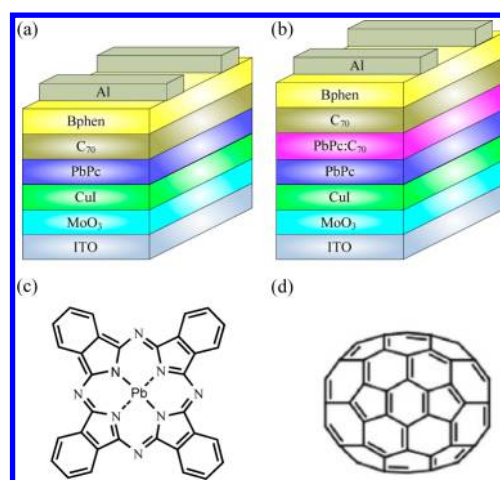 (a)
Al
Bphen
C₇₀
PbPc
CuI
MoO₃
ITO
(b)
Al
Bphen
C₇₀
PbPc:C₇₀
PbPc
CuI
MoO₃
ITO
(c)
N
N
N
N
Pb
N
N
N
N
(d)